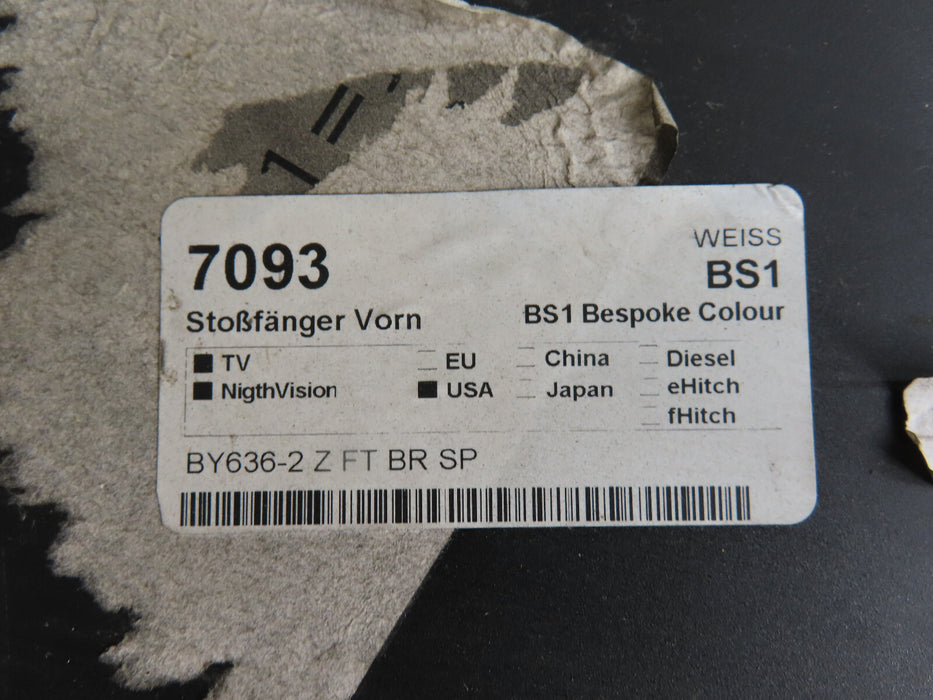 1=
7093
WEISS
BS1
Stoßfänger Vorn
BS1 Bespoke Colour
TV EU China Diesel
NigthVision USA Japan eHitch
fHitch
BY636-2 Z FT BR SP